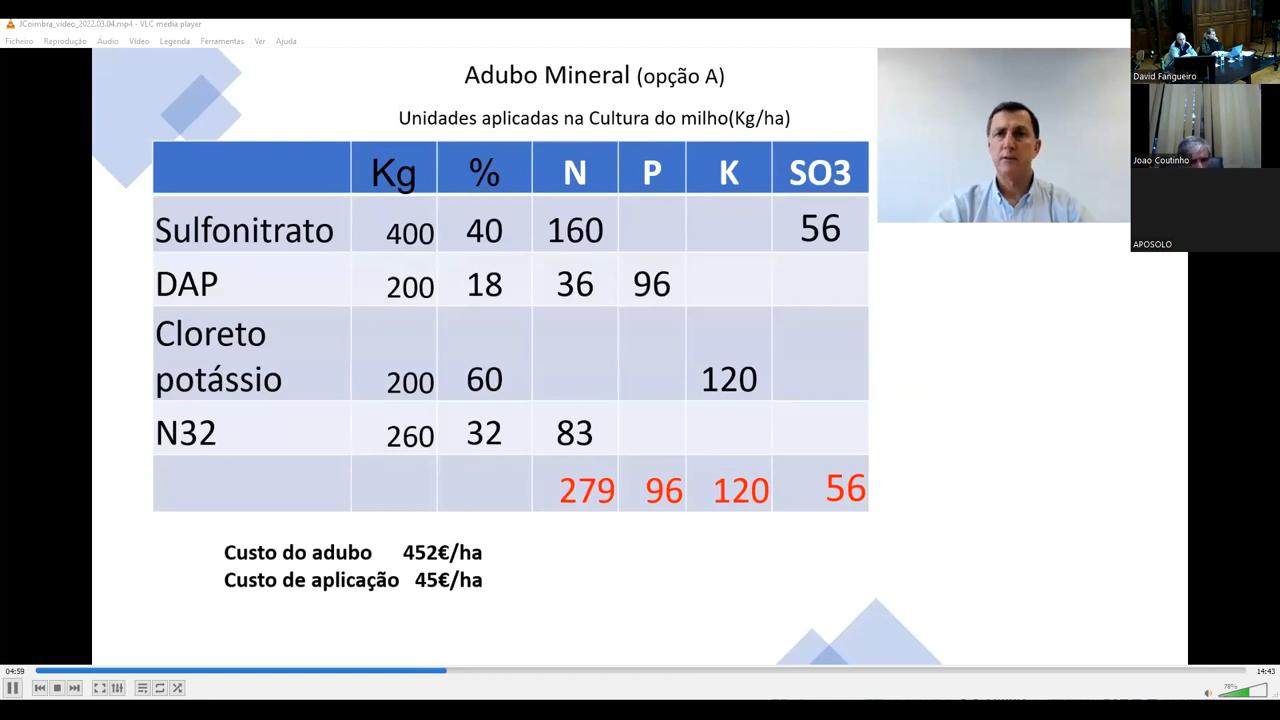 JCoimbra_video_2022.03.04.mp4 - VLC media player
Ficheiro Reprodução Áudio Vídeo Legenda Ferramentas Ver Ajuda
Adubo Mineral (opção A)
Unidades aplicadas na Cultura do milho(Kg/ha)
Kg % N P K SO3
Sulfonitrato 400 40 160 56
DAP 200 18 36 96
Cloreto
potássio 200 60 120
N32 260 32 83
279 96 120 56
Custo do adubo 452€/ha
Custo de aplicação 45€/ha
David Fangueiro
Joao Coutinho
APOSOLO
04:59 14:43
78%